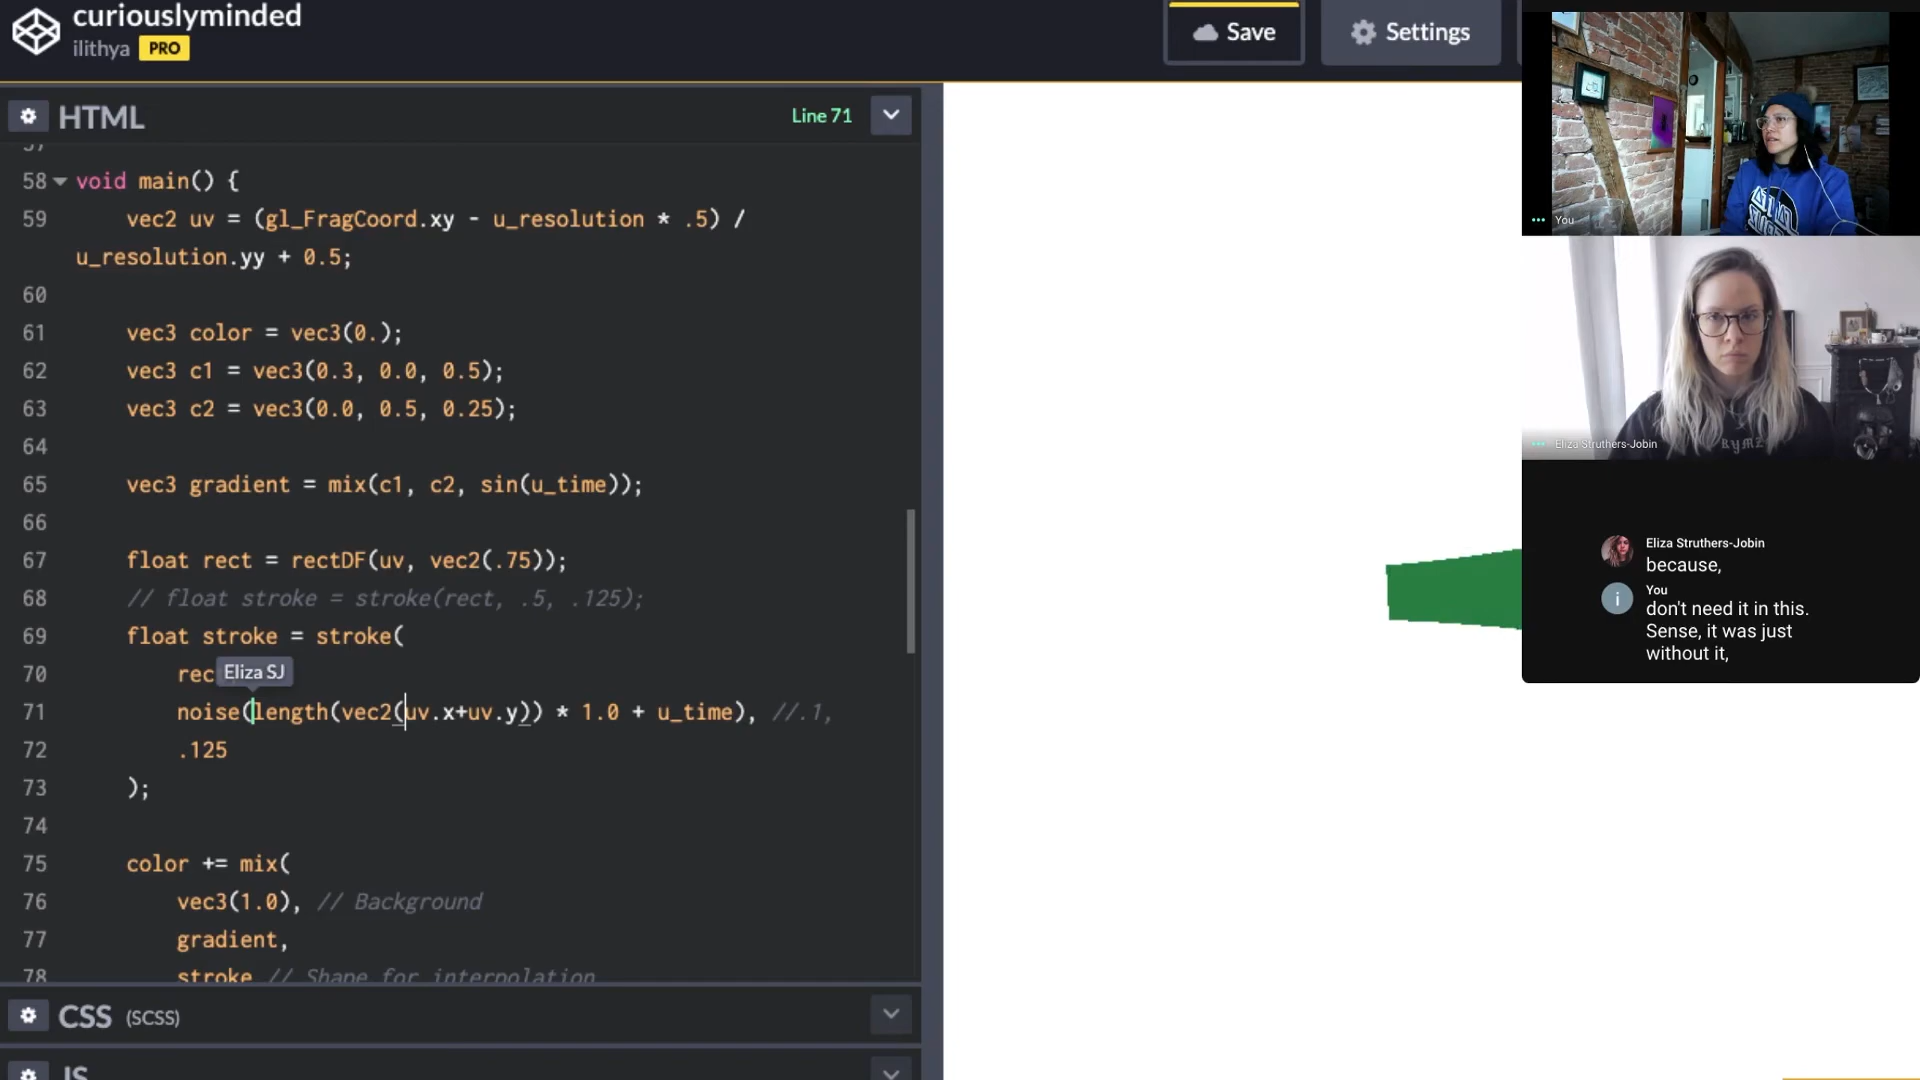 curiouslyminded
ilithya PRO
Save
Settings
HTML
Line 71
57
58 void main() {
59 vec2 uv = (gl_FragCoord.xy - u_resolution * .5) /
u_resolution.yy + 0.5;
60
61 vec3 color = vec3(0.);
62 vec3 c1 = vec3(0.3, 0.0, 0.5);
63 vec3 c2 = vec3(0.0, 0.5, 0.25);
64
65 vec3 gradient = mix(c1, c2, sin(u_time));
66
67 float rect = rectDF(uv, vec2(.75));
68 // float stroke = stroke(rect, .5, .125);
69 float stroke = stroke(
70 rec
Eliza SJ
71 noise(length(vec2(uv.x+uv.y)) * 1.0 + u_time), //.1,
72 .125
73 );
74
75 color += mix(
76 vec3(1.0), // Background
77 gradient,
78 stroke // Shape for interpolation
CSS (SCSS)
JS
You
Eliza Struthers-Jobin
Eliza Struthers-Jobin
because,
i
You
don't need it in this.
Sense, it was just
without it,